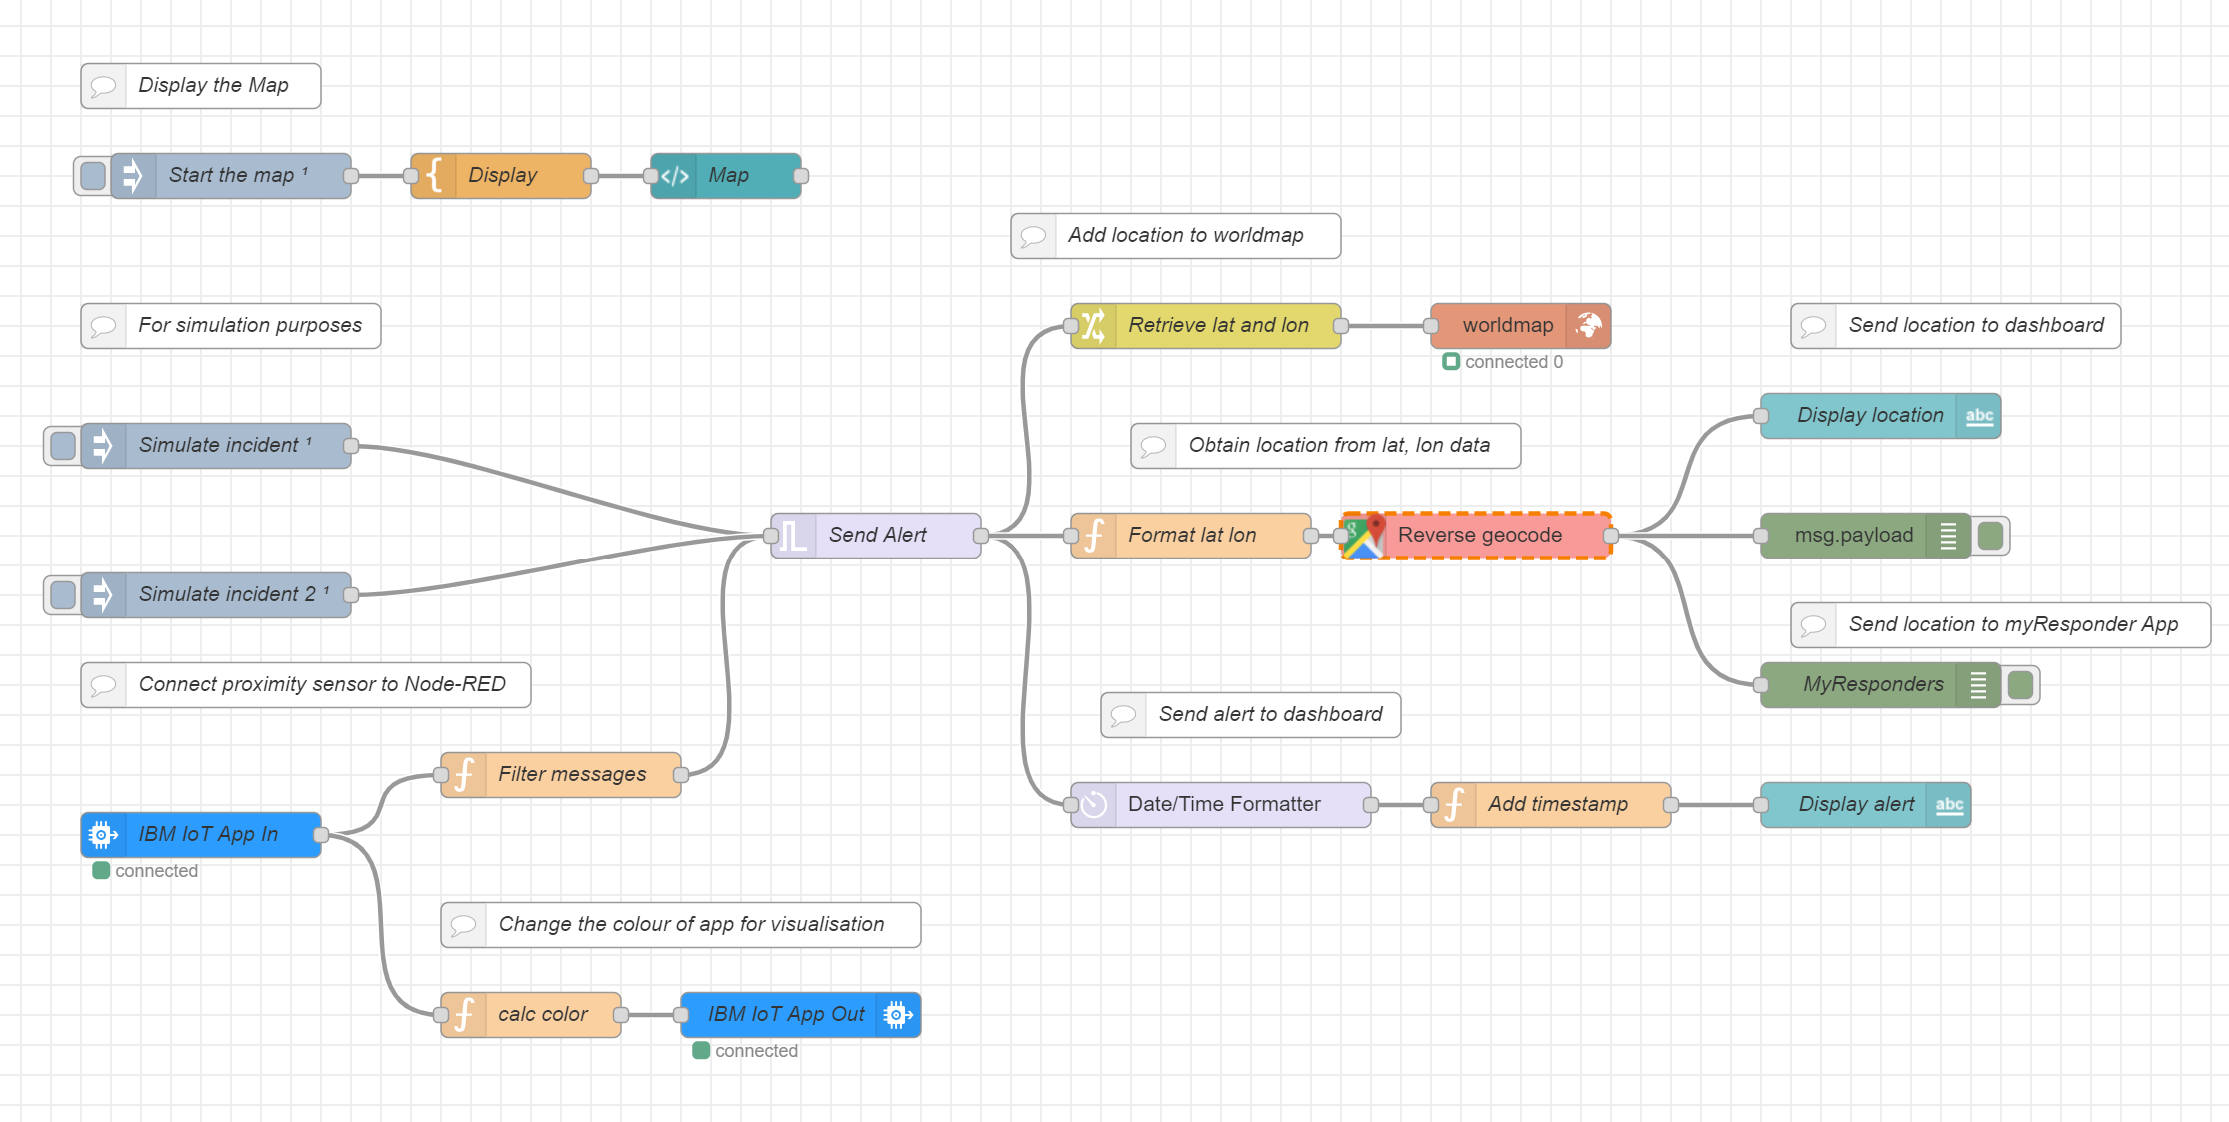 Display the Map
Start the map ¹
Display
</> Map
Add location to worldmap
For simulation purposes
Retrieve lat and lon
worldmap
connected 0
Send location to dashboard
Display location abc
Simulate incident ¹
Obtain location from lat, lon data
Send Alert
Format lat lon
Reverse geocode
msg.payload
Simulate incident 2 ¹
Send location to myResponder App
Connect proximity sensor to Node-RED
MyResponders
Send alert to dashboard
Filter messages
Date/Time Formatter
Add timestamp
Display alert abc
IBM IoT App In
connected
Change the colour of app for visualisation
calc color
IBM IoT App Out
connected